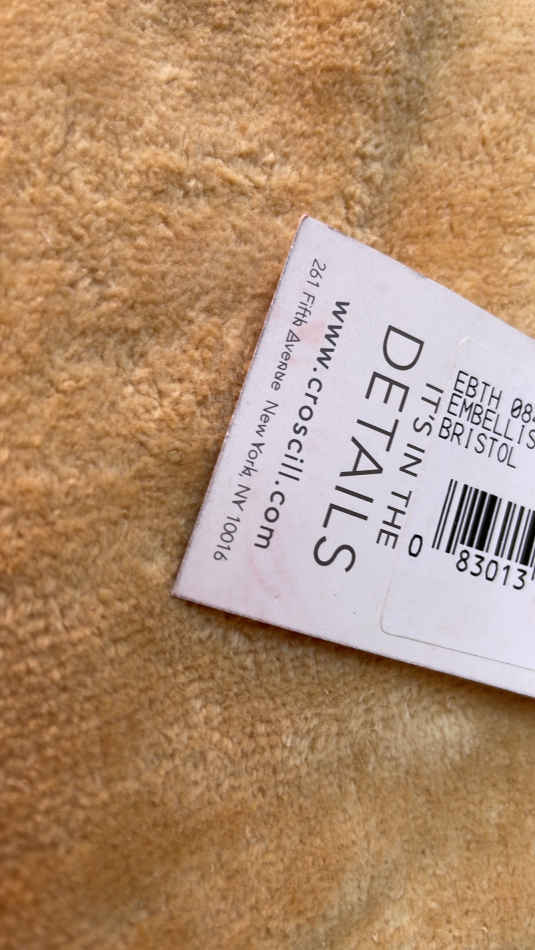 IT'S IN THE
DETAILS
www.croscill.com
261 Fifth Avenue New York, NY 10016
EBTH 08
EMBELLIS
BRISTOL
0 83013